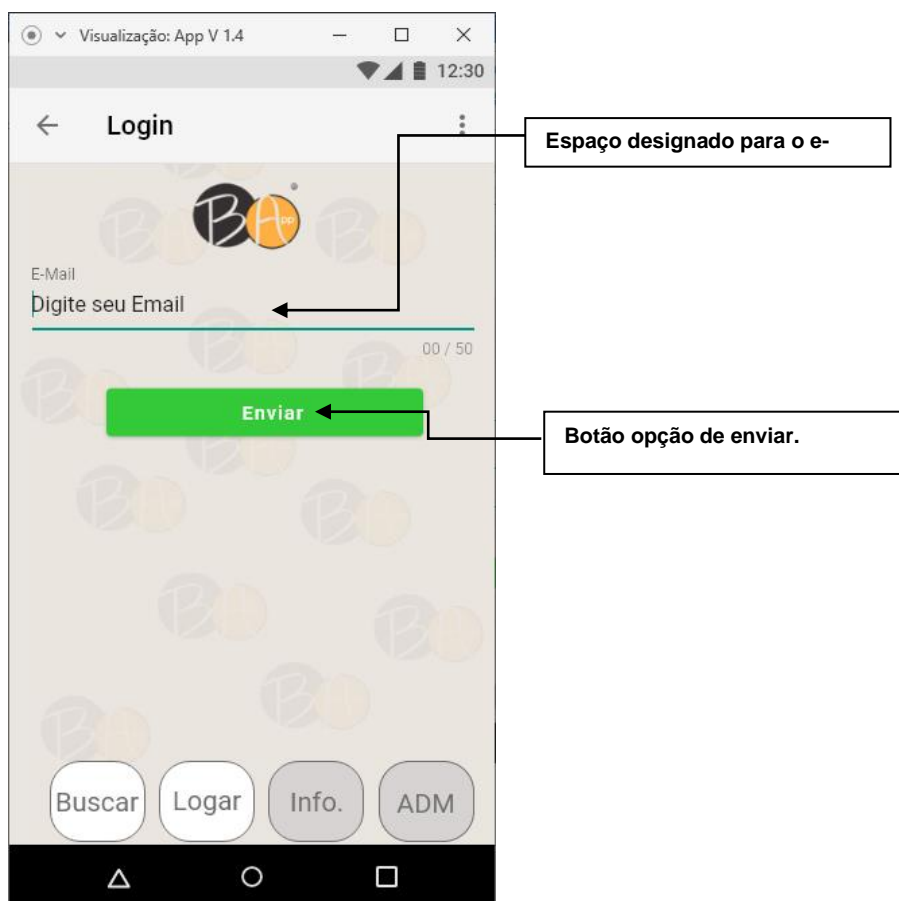 Visualização: App V 1.4
12:30
Login
Espaço designado para o e-
BApp
E-Mail
Digite seu Email
00 / 50
Enviar
Botão opção de enviar.
Buscar
Logar
Info.
ADM